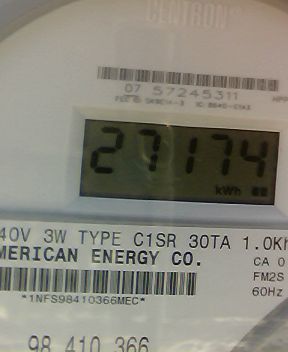 CENTRON®
07 57245311
27174
kWh
40V 3W TYPE C1SR 30TA 1.0Kh
MERICAN ENERGY CO.
CA 0
FM2S
60Hz
*1NFS98410366MEC*
98 410 366